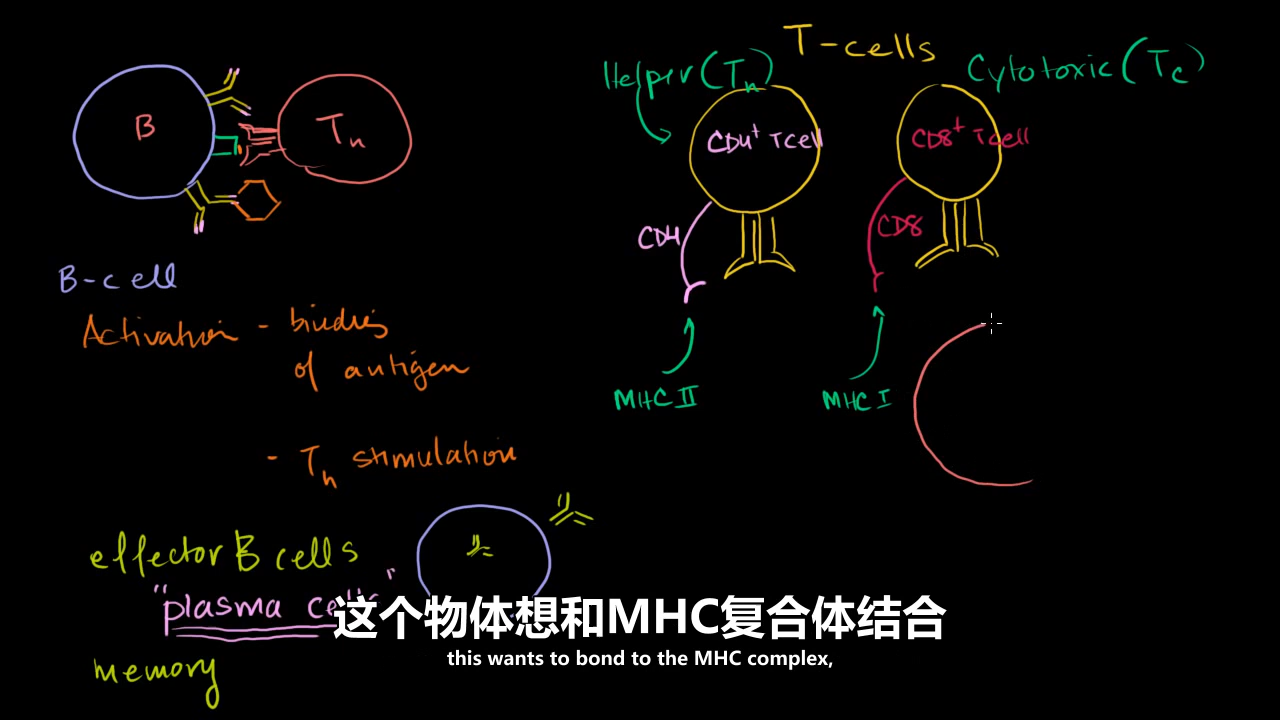 B
Tₕ
B-cell
Activation - binding
of antigen
- Tₕ stimulation
effector B cells
"plasma cells"
memory
T-cells
Helper (Tₕ)
Cytotoxic (T_c)
CD4⁺ T cell
CD8⁺ T cell
CD4
CD8
MHC II
MHC I
这个物体想和MHC复合体结合
this wants to bond to the MHC complex,